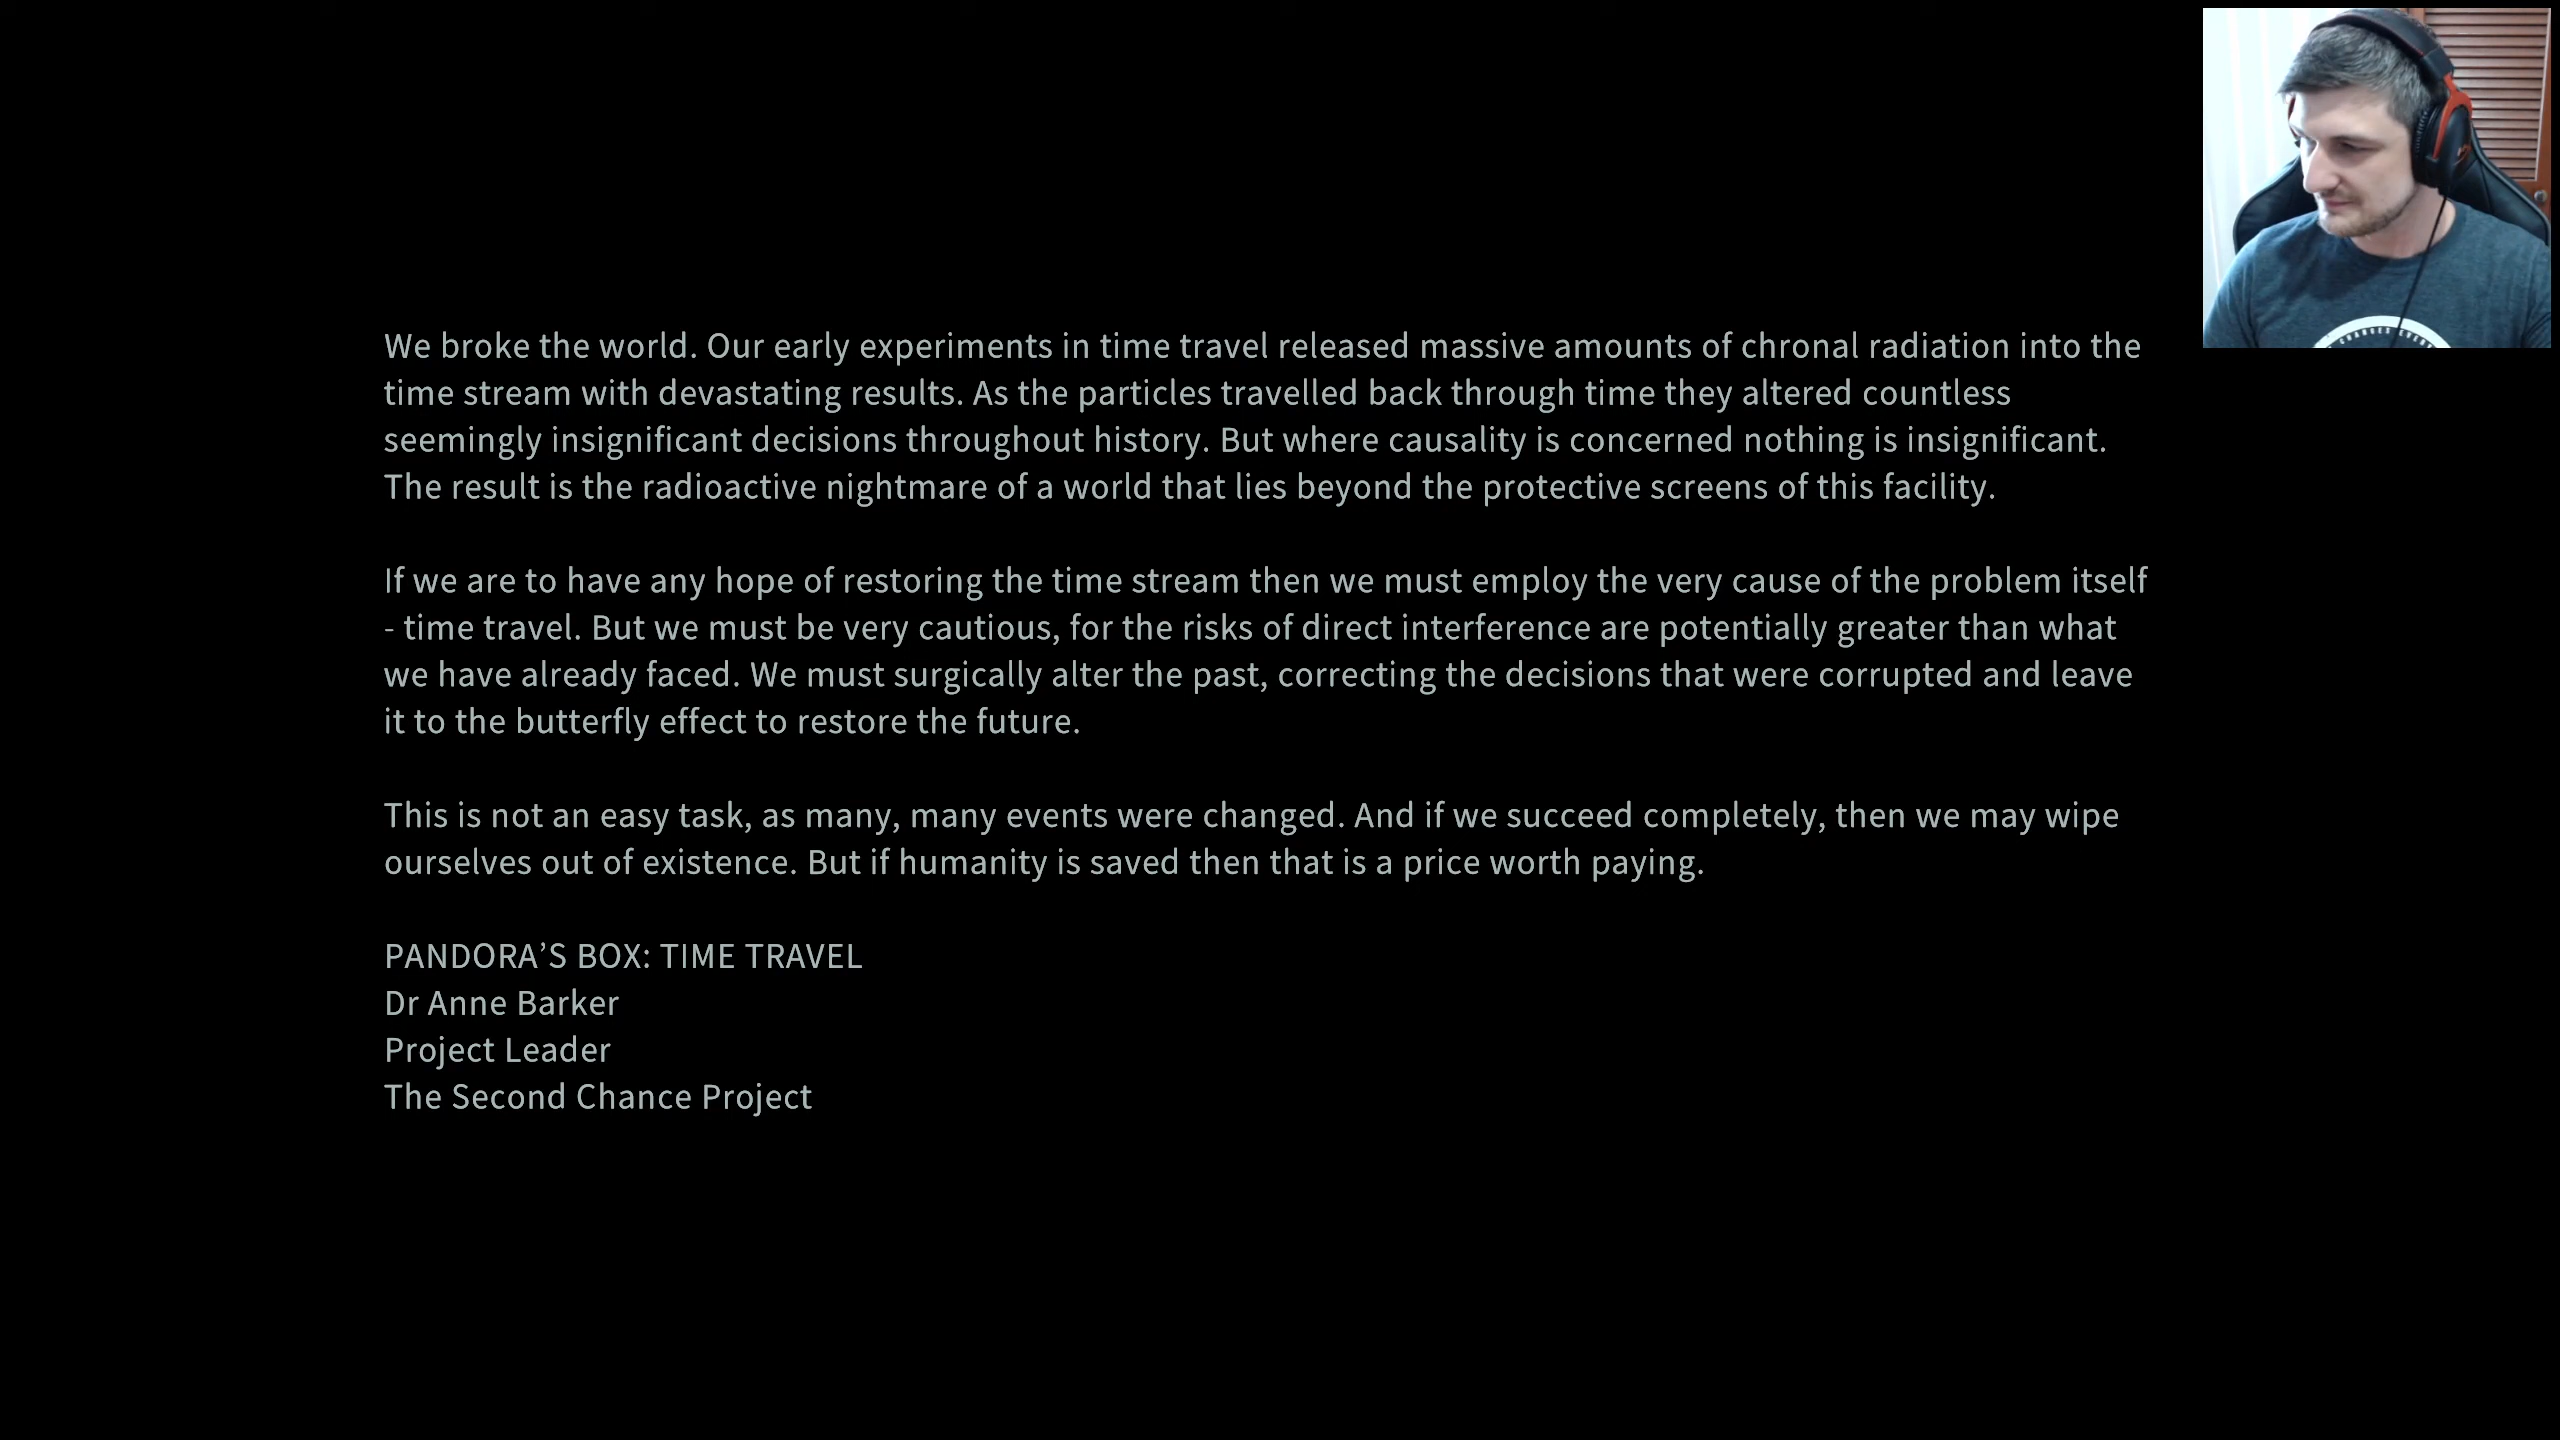 We broke the world. Our early experiments in time travel released massive amounts of chronal radiation into the
time stream with devastating results. As the particles travelled back through time they altered countless
seemingly insignificant decisions throughout history. But where causality is concerned nothing is insignificant.
The result is the radioactive nightmare of a world that lies beyond the protective screens of this facility.
If we are to have any hope of restoring the time stream then we must employ the very cause of the problem itself
- time travel. But we must be very cautious, for the risks of direct interference are potentially greater than what
we have already faced. We must surgically alter the past, correcting the decisions that were corrupted and leave
it to the butterfly effect to restore the future.
This is not an easy task, as many, many events were changed. And if we succeed completely, then we may wipe
ourselves out of existence. But if humanity is saved then that is a price worth paying.
PANDORA’S BOX: TIME TRAVEL
Dr Anne Barker
Project Leader
The Second Chance Project